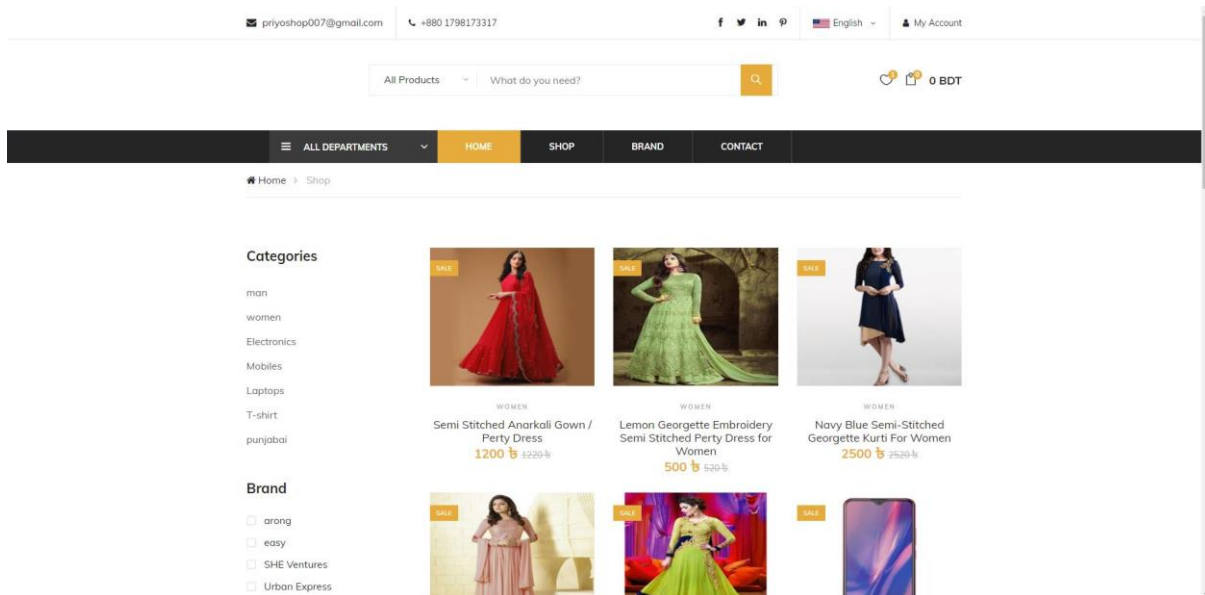 priyoshop007@gmail.com
+880 1798173317
English
My Account
All Products
What do you need?
1
0
0 BDT
ALL DEPARTMENTS
HOME
SHOP
BRAND
CONTACT
Home
Shop
Categories
man
women
Electronics
Mobiles
Laptops
T-shirt
punjabai
Brand
arong
easy
SHE Ventures
Urban Express
SALE
WOMEN
Semi Stitched Anarkali Gown /
Perty Dress
1200 ৳ 1220 ৳
SALE
WOMEN
Lemon Georgette Embroidery
Semi Stitched Perty Dress for
Women
500 ৳ 520 ৳
SALE
WOMEN
Navy Blue Semi-Stitched
Georgette Kurti For Women
2500 ৳ 2520 ৳
SALE
SALE
SALE